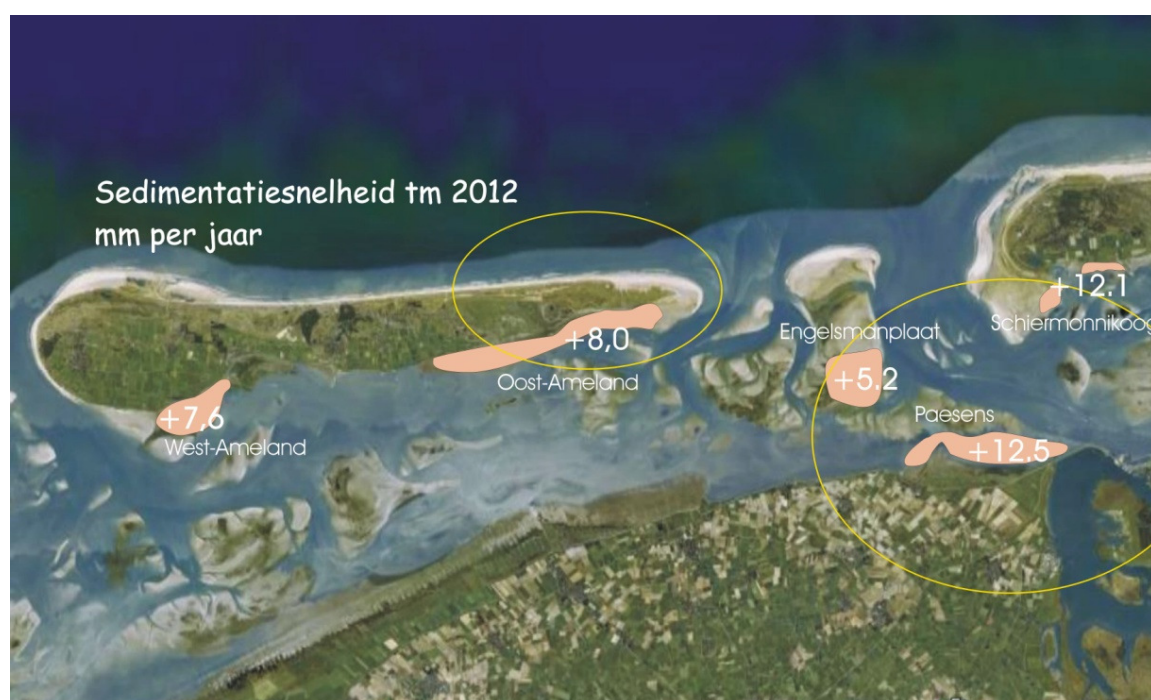 Sedimentatiesnelheid tm 2012
mm per jaar
+12.1
Schiermonnikoog
Engelsmanplaat
+8,0
Oost-Ameland
+5.2
Paesens
+7,6
West-Ameland
+12.5